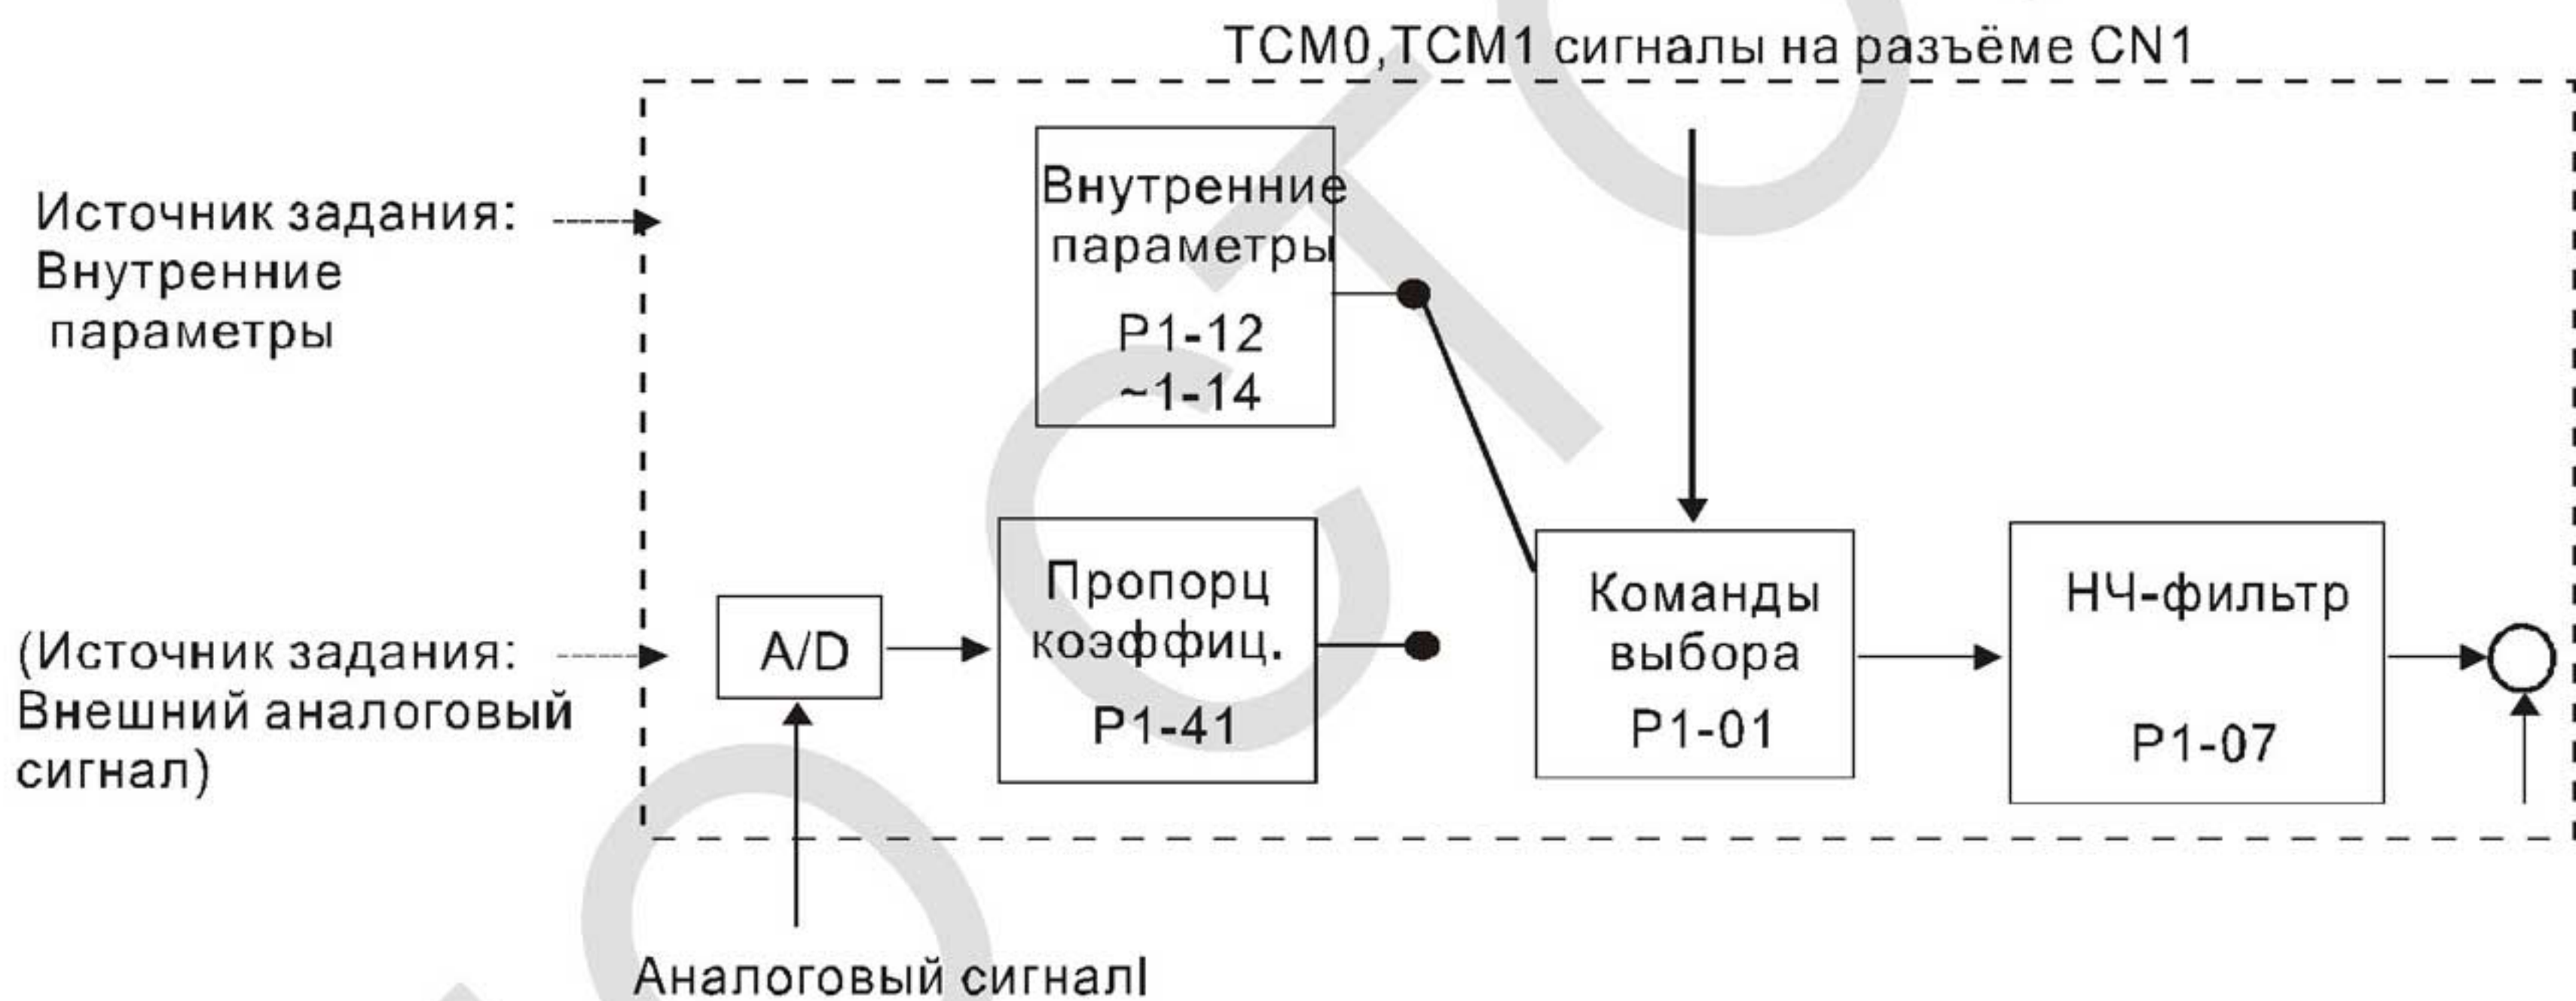 TCM0,TCM1 сигналы на разъёме CN1
Источник задания:
Внутренние
параметры
Внутренние
параметры
P1-12
~1-14
(Источник задания:
Внешний аналоговый
сигнал)
A/D
Пропорц
коэффиц.
P1-41
Команды
выбора
P1-01
НЧ-фильтр
P1-07
Аналоговый сигнал|